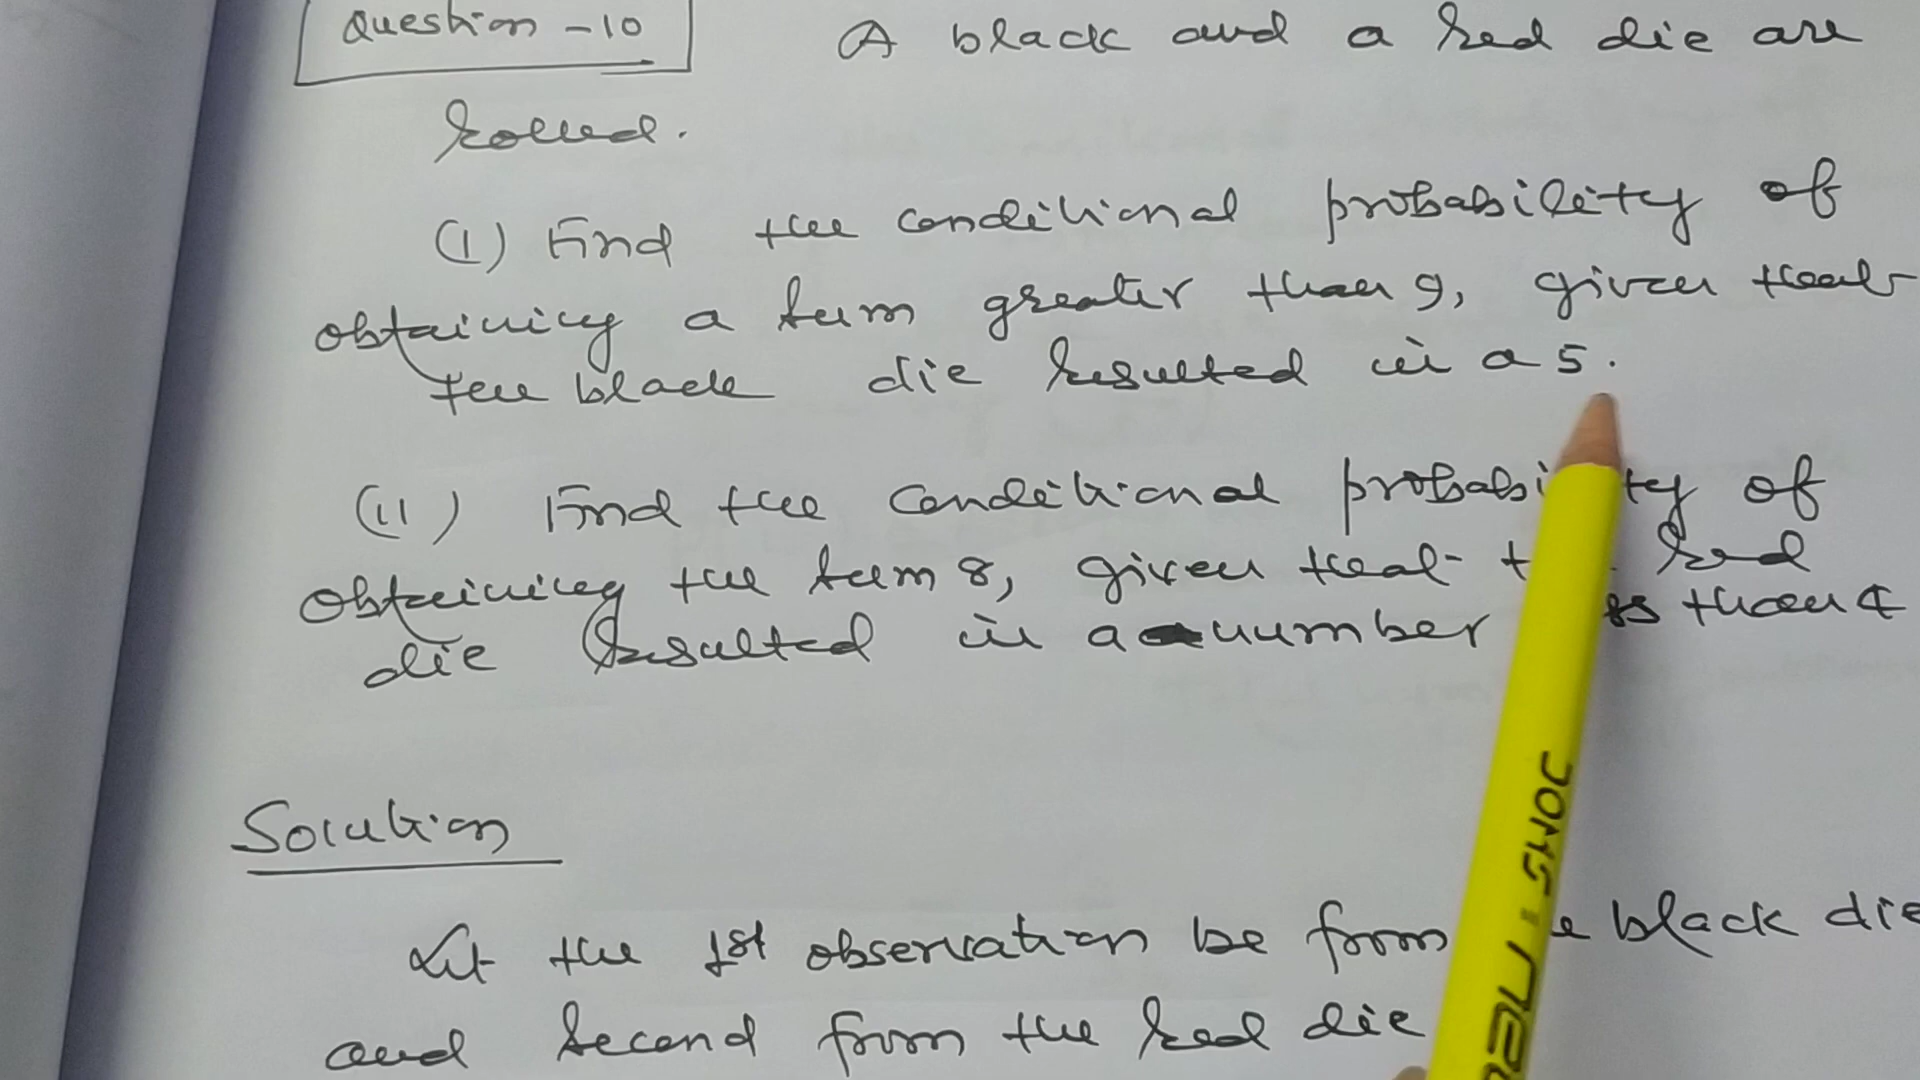 Question - 10 A black and a red die are
rolled.
(I) Find the conditional probability of
obtaining a sum greater than 9, given that
the black die resulted in a 5.
(II) Find the conditional probability of
obtaining the sum 8, given that red
die resulted in a number than 4
Solution
Let the 1st observation be from black die
and second from the red die